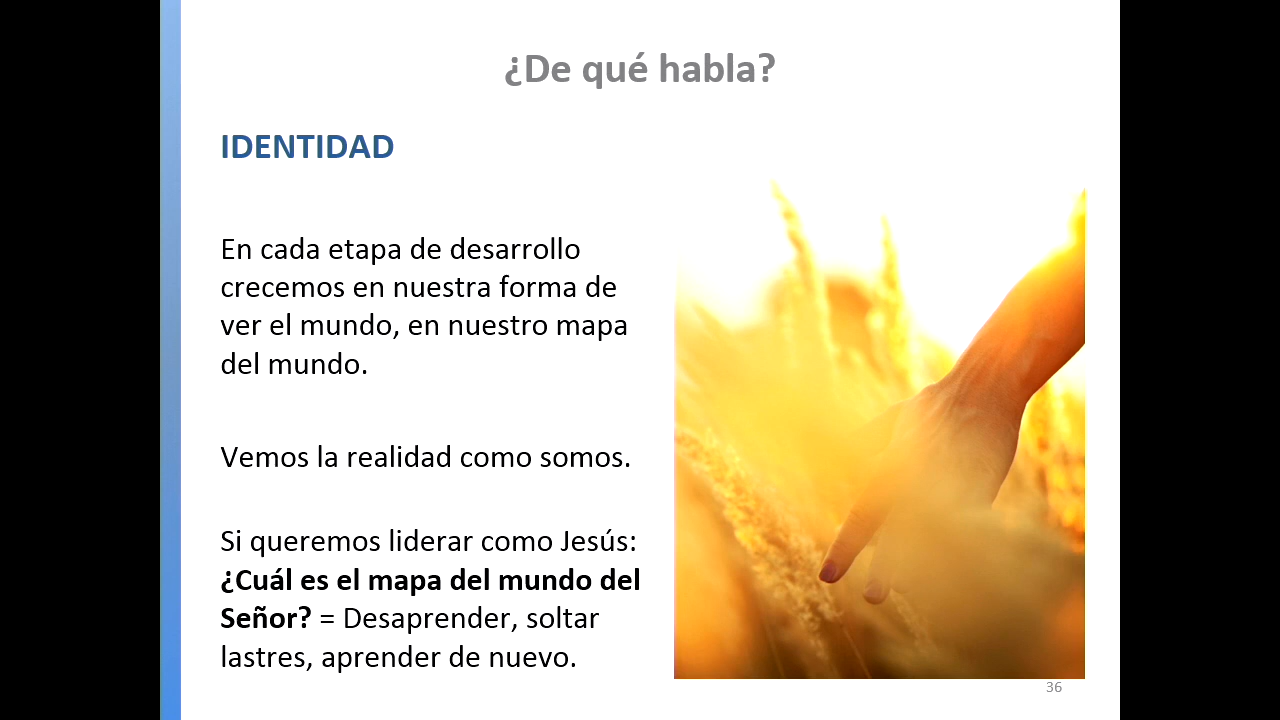 ¿De qué habla?
IDENTIDAD
En cada etapa de desarrollo
crecemos en nuestra forma de
ver el mundo, en nuestro mapa
del mundo.
Vemos la realidad como somos.
Si queremos liderar como Jesús:
¿Cuál es el mapa del mundo del
Señor? = Desaprender, soltar
lastres, aprender de nuevo.
36